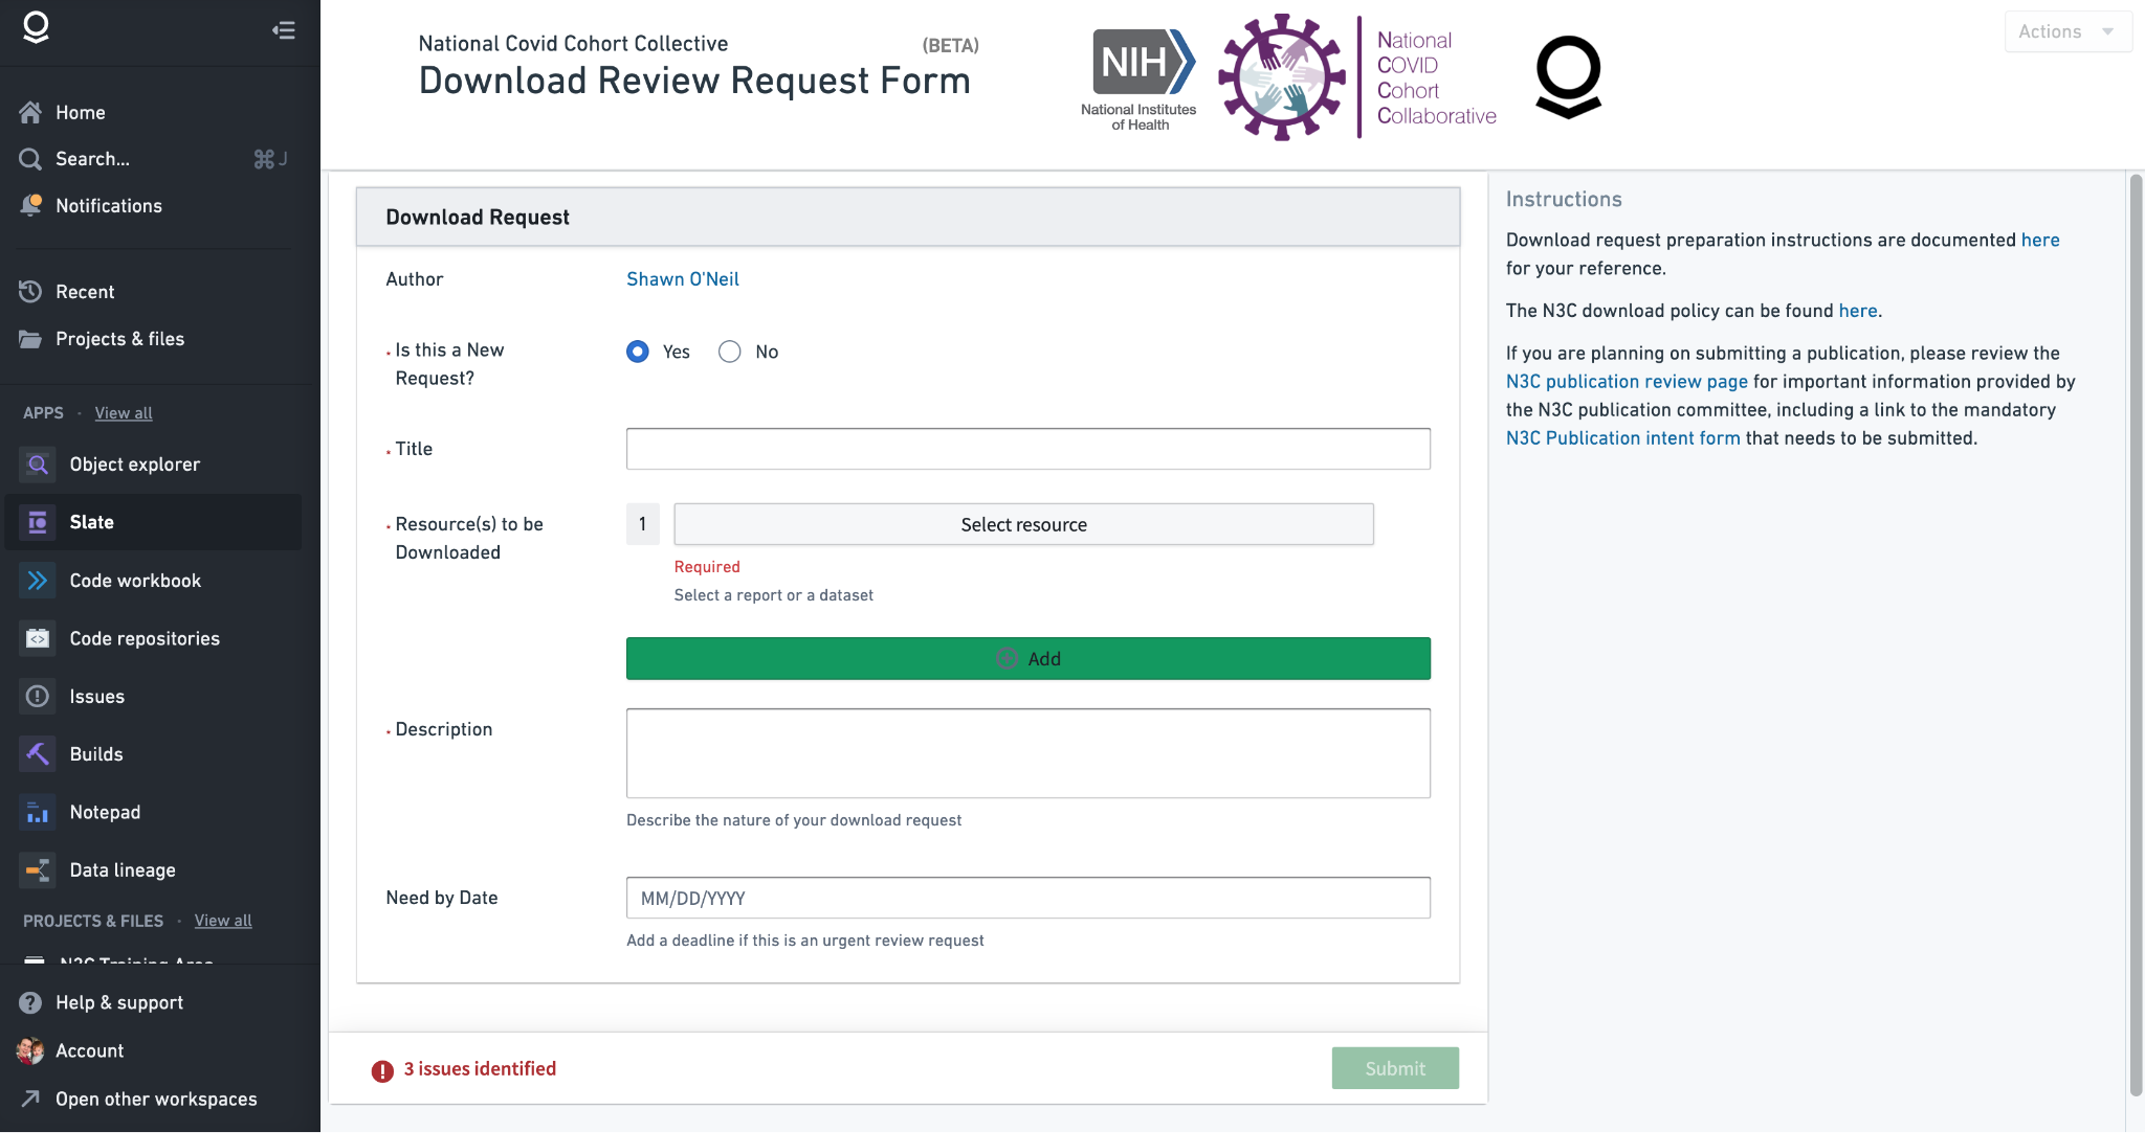 Home
Search...
⌘ J
Notifications
Recent
Projects & files
APPS · View all
Object explorer
Slate
Code workbook
Code repositories
Issues
Builds
Notepad
Data lineage
PROJECTS & FILES · View all
N3C Training Area
Help & support
Account
Open other workspaces
National Covid Cohort Collective
(BETA)
Download Review Request Form
NIH
National Institutes
of Health
National
COVID
Cohort
Collaborative
Actions
Download Request
Author
Shawn O'Neil
Is this a New
Request?
Yes
No
Title
Resource(s) to be
Downloaded
1
Select resource
Required
Select a report or a dataset
Add
Description
Describe the nature of your download request
Need by Date
MM/DD/YYYY
Add a deadline if this is an urgent review request
3 issues identified
Submit
Instructions
Download request preparation instructions are documented here
for your reference.
The N3C download policy can be found here.
If you are planning on submitting a publication, please review the
N3C publication review page for important information provided by
the N3C publication committee, including a link to the mandatory
N3C Publication intent form that needs to be submitted.